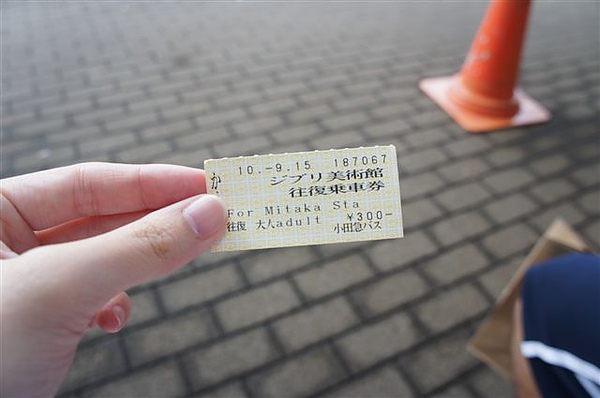 か 10.-9.15 187067
ジブリ美術館
往復乗車券
For Mitaka Sta
往復 大人adult ¥300-
小田急バス